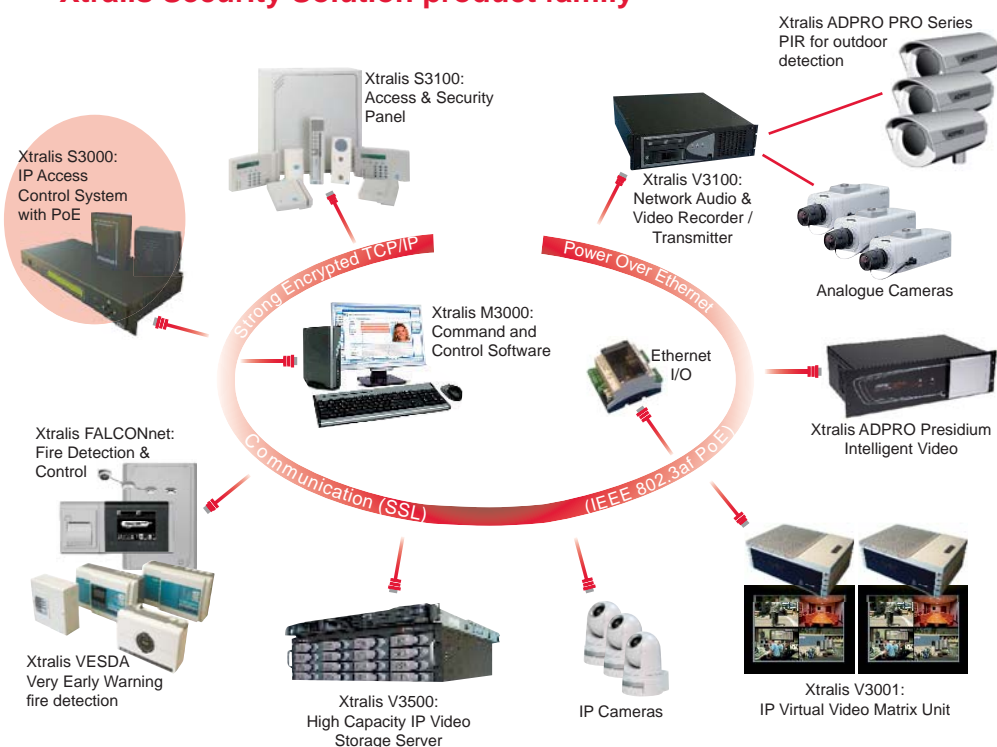 Xtralis Security Solution product family
Xtralis ADPRO PRO Series
PIR for outdoor
detection
ADPRO
ADPRO
ADPRO
Xtralis S3100:
Access & Security
Panel
Xtralis S3000:
IP Access
Control System
with PoE
Xtralis V3100:
Network Audio &
Video Recorder /
Transmitter
Analogue Cameras
Strong Encrypted TCP/IP
Power Over Ethernet
Xtralis M3000:
Command and
Control Software
Ethernet
I/O
Xtralis ADPRO Presidium
Intelligent Video
Xtralis FALCONnet:
Fire Detection &
Control
Communication (SSL)
(IEEE 802.3af PoE)
Xtralis VESDA
Very Early Warning
fire detection
Xtralis V3500:
High Capacity IP Video
Storage Server
IP Cameras
Xtralis V3001:
IP Virtual Video Matrix Unit